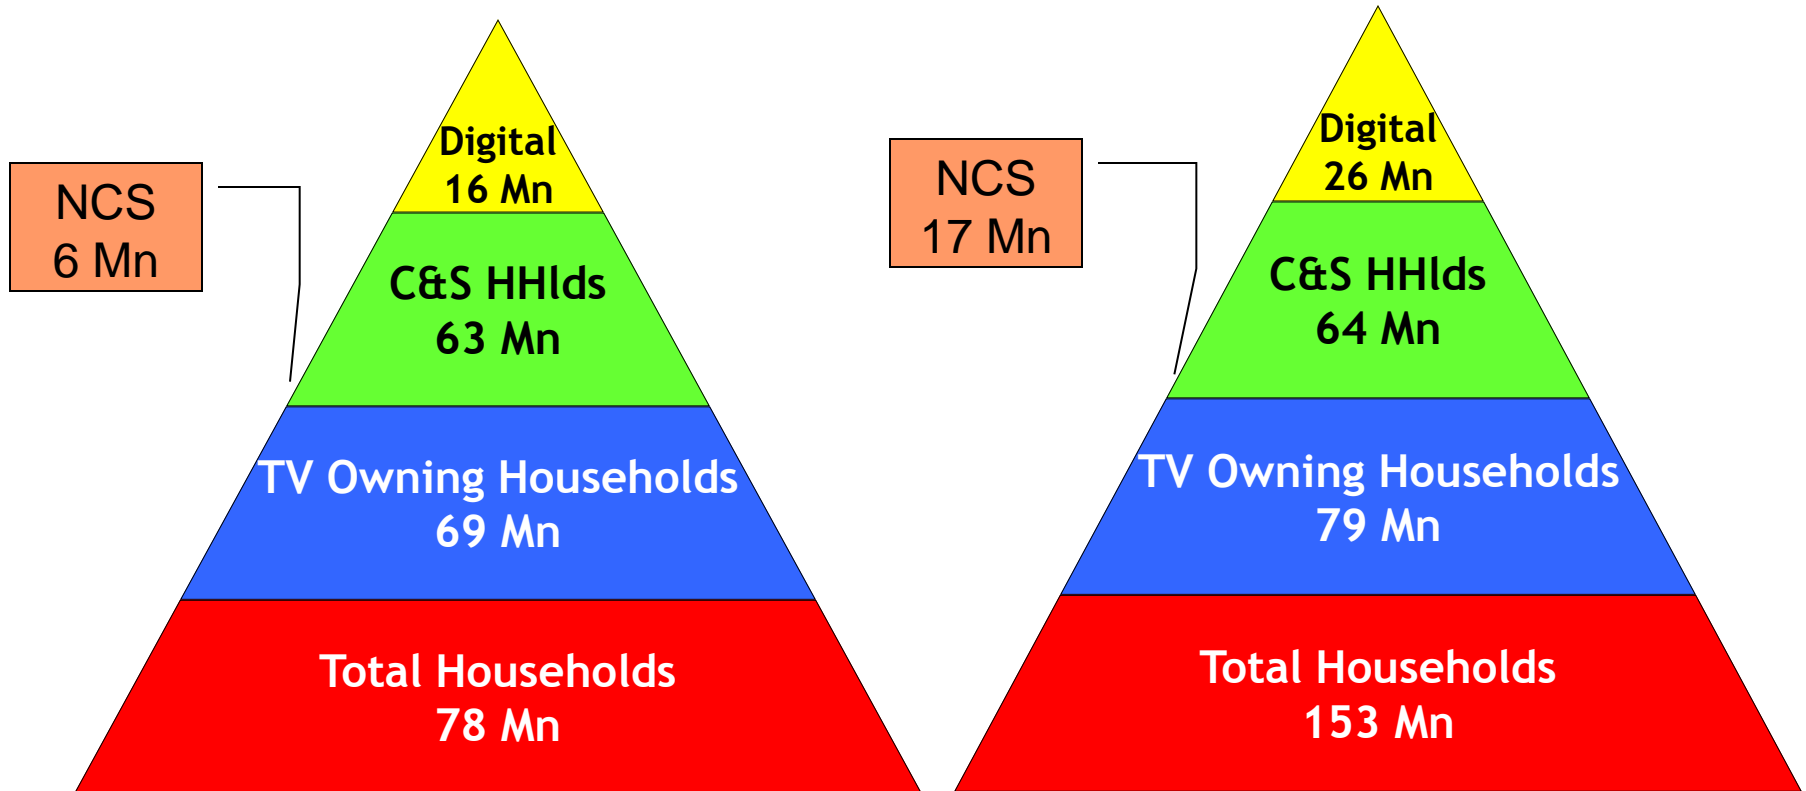 Digital
16 Mn
NCS
6 Mn
C&S HHlds
63 Mn
TV Owning Households
69 Mn
Total Households
78 Mn
Digital
26 Mn
NCS
17 Mn
C&S HHlds
64 Mn
TV Owning Households
79 Mn
Total Households
153 Mn